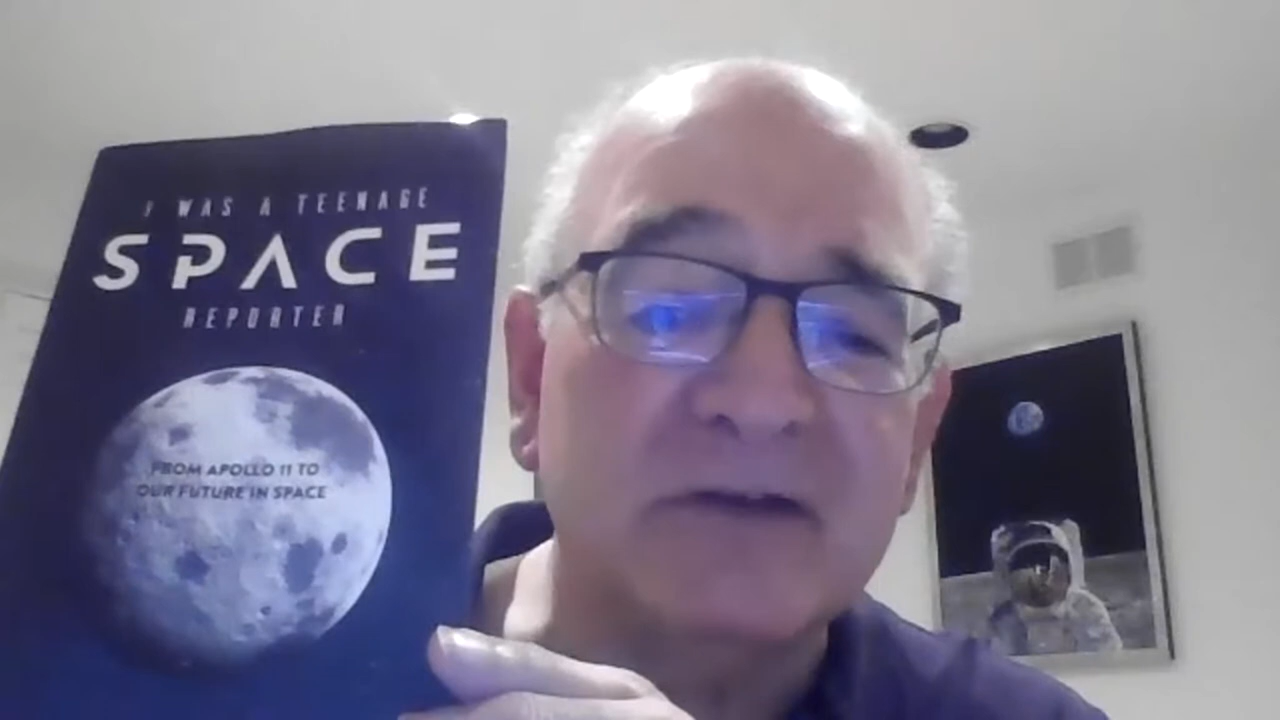 I WAS A TEENAGE
SPACE
REPORTER
FROM APOLLO 11 TO
OUR FUTURE IN SPACE